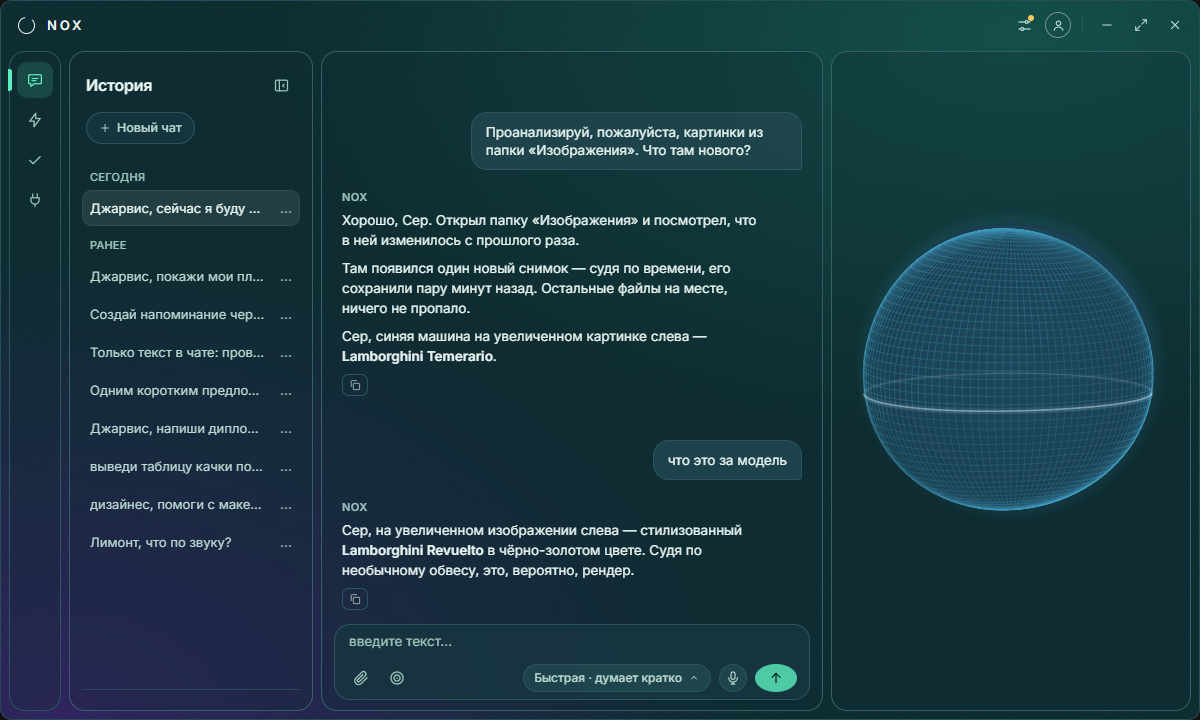 NOX
История
+ Новый чат
СЕГОДНЯ
Джарвис, сейчас я буду ... ...
РАНЕЕ
Джарвис, покажи мои пл... ...
Создай напоминание чер... ...
Только текст в чате: пров... ...
Одним коротким предло... ...
Джарвис, напиши дипло... ...
выведи таблицу качки по... ...
дизайнес, помоги с маке... ...
Лимонт, что по звуку? ...
Проанализируй, пожалуйста, картинки из
папки «Изображения». Что там нового?
NOX
Хорошо, Сер. Открыл папку «Изображения» и посмотрел, что
в ней изменилось с прошлого раза.
Там появился один новый снимок — судя по времени, его
сохранили пару минут назад. Остальные файлы на месте,
ничего не пропало.
Сер, синяя машина на увеличенном картинке слева —
Lamborghini Temerario.
что это за модель
NOX
Сер, на увеличенном изображении слева — стилизованный
Lamborghini Revuelto в чёрно-золотом цвете. Судя по
необычному обвесу, это, вероятно, рендер.
введите текст...
Быстрая · думает кратко